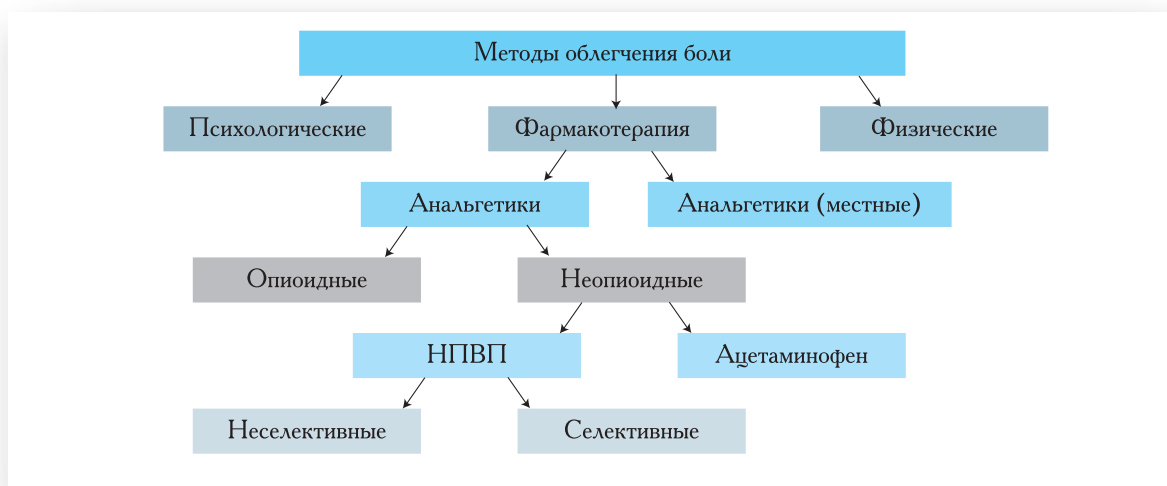 Методы облегчения боли
Психологические
Фармакотерапия
Физические
Анальгетики
Анальгетики (местные)
Опиоидные
Неопиоидные
НПВП
Ацетаминофен
Неселективные
Селективные